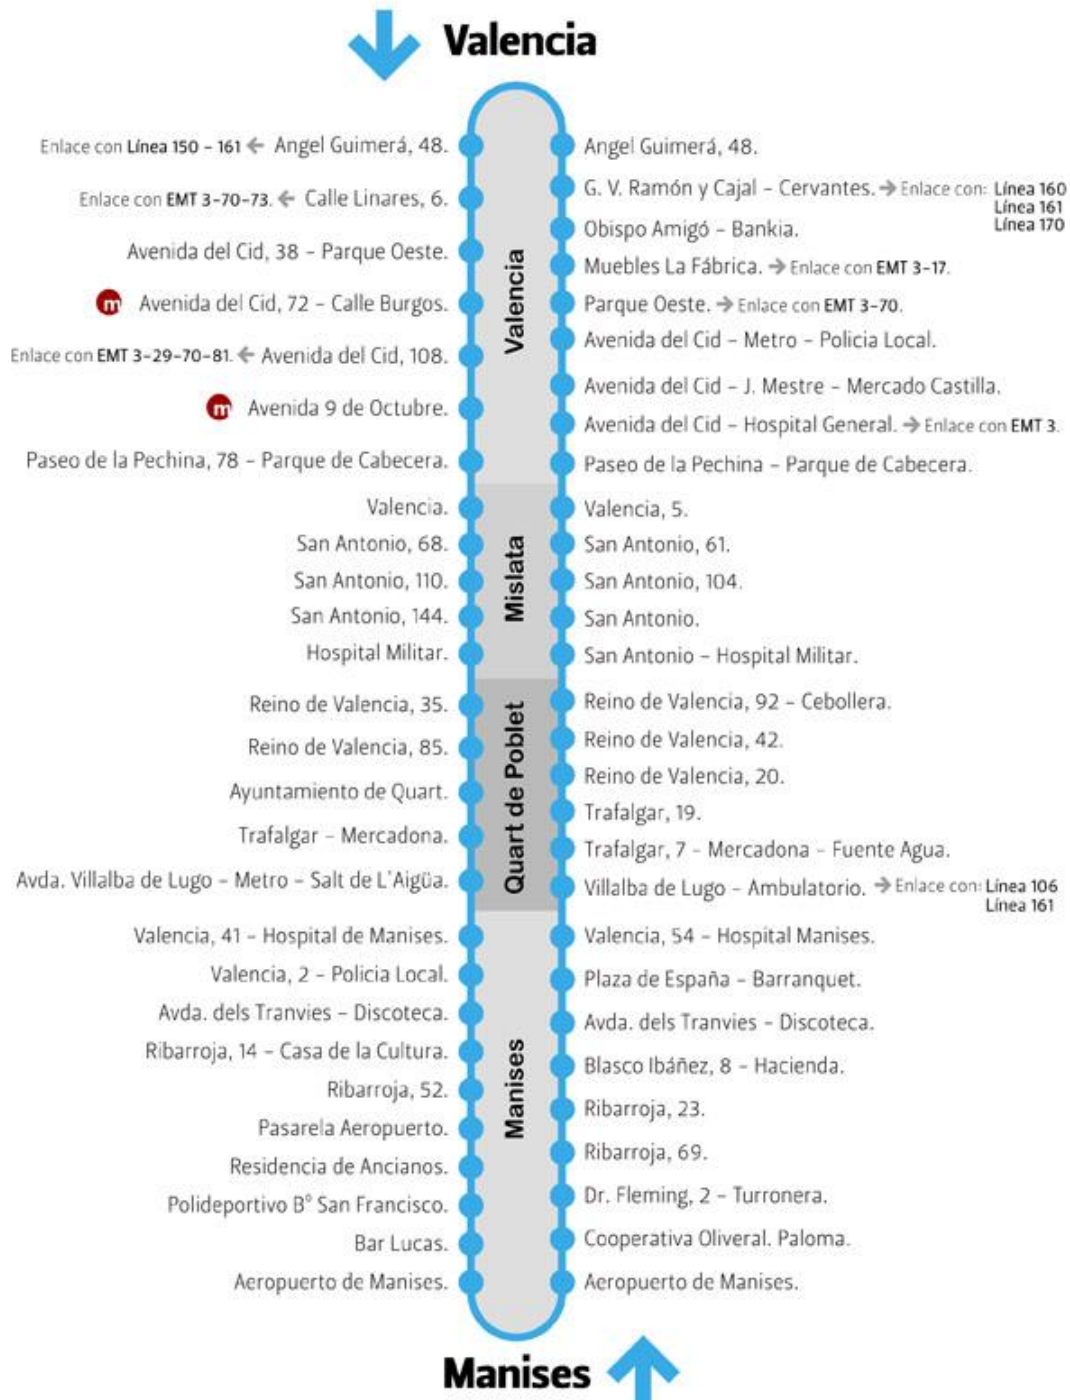 Valencia
Enlace con Línea 150 - 161 ← Angel Guimerá, 48.
Enlace con EMT 3-70-73. ← Calle Linares, 6.
Avenida del Cid, 38 - Parque Oeste.
m Avenida del Cid, 72 - Calle Burgos.
Enlace con EMT 3-29-70-81. ← Avenida del Cid, 108.
m Avenida 9 de Octubre.
Paseo de la Pechina, 78 - Parque de Cabecera.
Valencia.
San Antonio, 68.
San Antonio, 110.
San Antonio, 144.
Hospital Militar.
Reino de Valencia, 35.
Reino de Valencia, 85.
Ayuntamiento de Quart.
Trafalgar - Mercadona.
Avda. Villalba de Lugo - Metro - Salt de L'Aigüa.
Valencia, 41 - Hospital de Manises.
Valencia, 2 - Policia Local.
Avda. dels Tranvies - Discoteca.
Ribarroja, 14 - Casa de la Cultura.
Ribarroja, 52.
Pasarela Aeropuerto.
Residencia de Ancianos.
Polideportivo Bº San Francisco.
Bar Lucas.
Aeropuerto de Manises.
Valencia
Mislata
Quart de Poblet
Manises
Angel Guimerá, 48.
G. V. Ramón y Cajal - Cervantes. → Enlace con: Línea 160
Línea 161
Línea 170
Obispo Amigó - Bankia.
Muebles La Fábrica. → Enlace con EMT 3-17.
Parque Oeste. → Enlace con EMT 3-70.
Avenida del Cid - Metro - Policia Local.
Avenida del Cid - J. Mestre - Mercado Castilla.
Avenida del Cid - Hospital General. → Enlace con EMT 3.
Paseo de la Pechina - Parque de Cabecera.
Valencia, 5.
San Antonio, 61.
San Antonio, 104.
San Antonio.
San Antonio - Hospital Militar.
Reino de Valencia, 92 - Cebollera.
Reino de Valencia, 42.
Reino de Valencia, 20.
Trafalgar, 19.
Trafalgar, 7 - Mercadona - Fuente Agua.
Villalba de Lugo - Ambulatorio. → Enlace con: Línea 106
Línea 161
Valencia, 54 - Hospital Manises.
Plaza de España - Barranquet.
Avda. dels Tranvies - Discoteca.
Blasco Ibáñez, 8 - Hacienda.
Ribarroja, 23.
Ribarroja, 69.
Dr. Fleming, 2 - Turronera.
Cooperativa Oliveral. Paloma.
Aeropuerto de Manises.
Manises